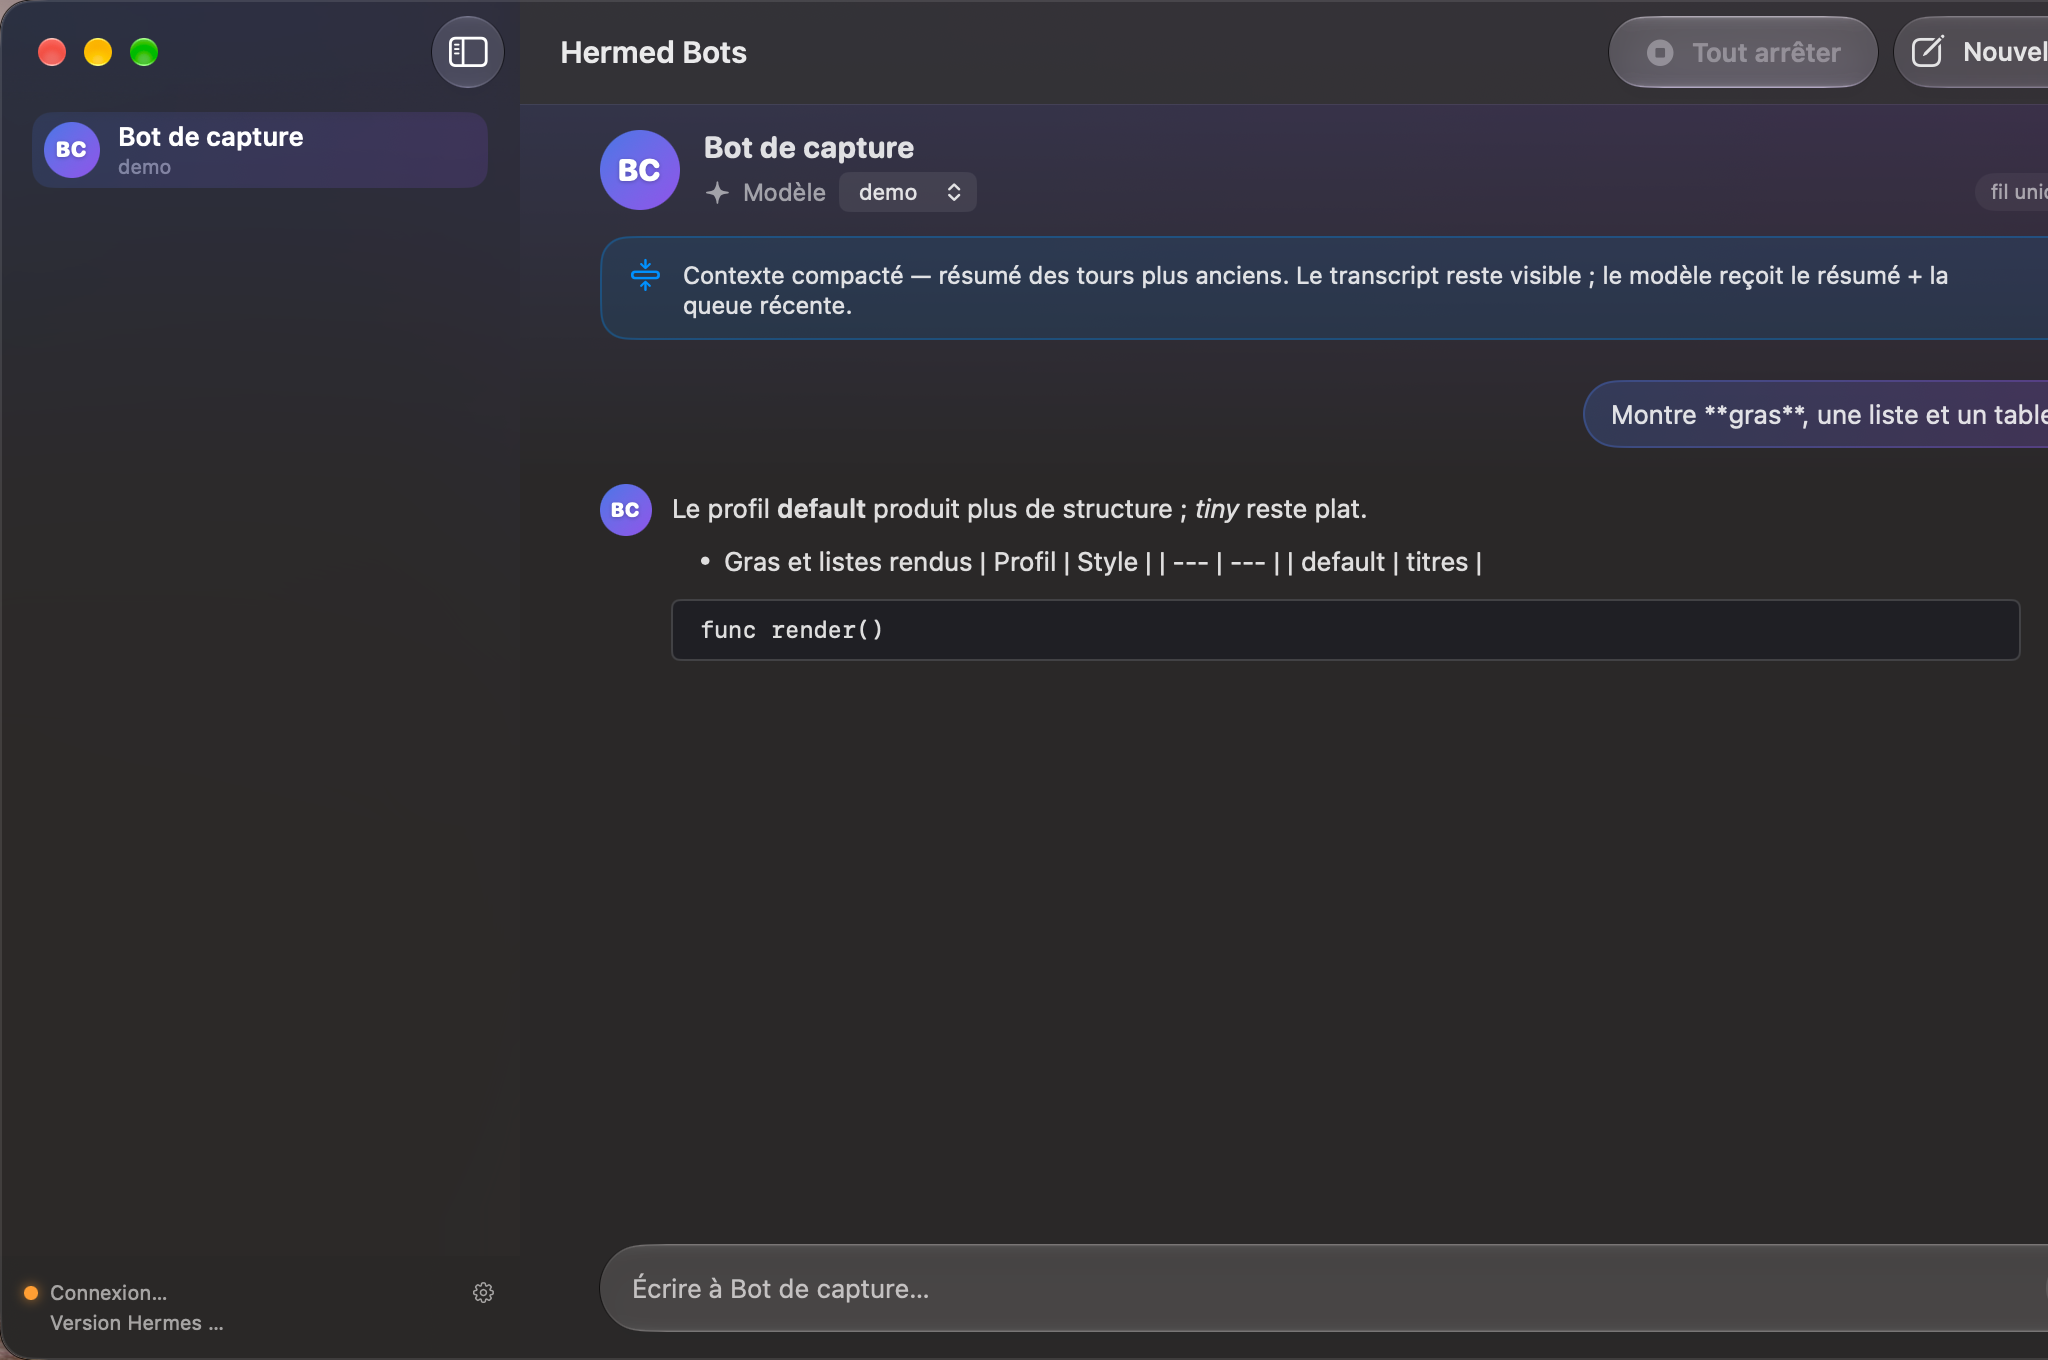 Hermed Bots
Tout arrêter
Nouvel
BC
Bot de capture
demo
BC
Bot de capture
Modèle
demo
fil uni
Contexte compacté — résumé des tours plus anciens. Le transcript reste visible ; le modèle reçoit le résumé + la
queue récente.
Montre **gras**, une liste et un table
BC
Le profil default produit plus de structure ; tiny reste plat.
• Gras et listes rendus | Profil | Style | | --- | --- | | default | titres |
func render()
Écrire à Bot de capture...
Connexion...
Version Hermes ...